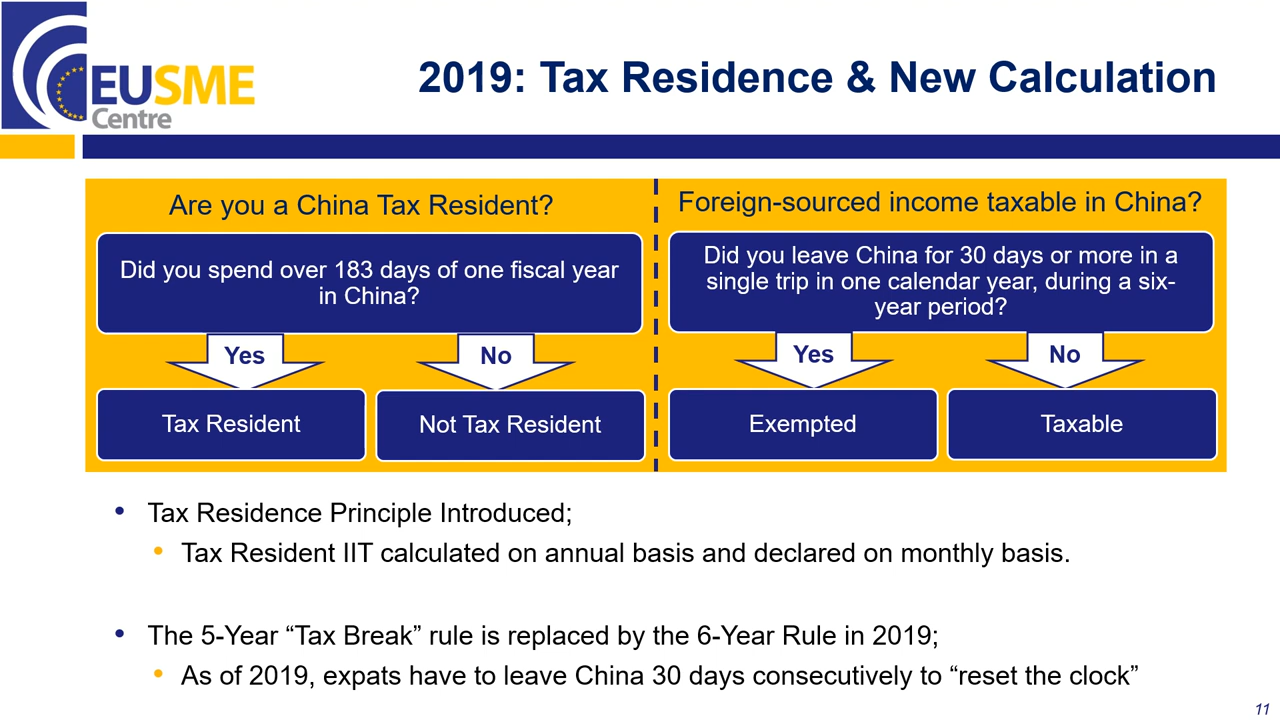 EUSME
Centre
2019: Tax Residence & New Calculation
Are you a China Tax Resident?
Did you spend over 183 days of one fiscal year
in China?
Yes
No
Tax Resident
Not Tax Resident
Foreign-sourced income taxable in China?
Did you leave China for 30 days or more in a
single trip in one calendar year, during a six-
year period?
Yes
No
Exempted
Taxable
• Tax Residence Principle Introduced;
• Tax Resident IIT calculated on annual basis and declared on monthly basis.
• The 5-Year “Tax Break” rule is replaced by the 6-Year Rule in 2019;
• As of 2019, expats have to leave China 30 days consecutively to “reset the clock”
11